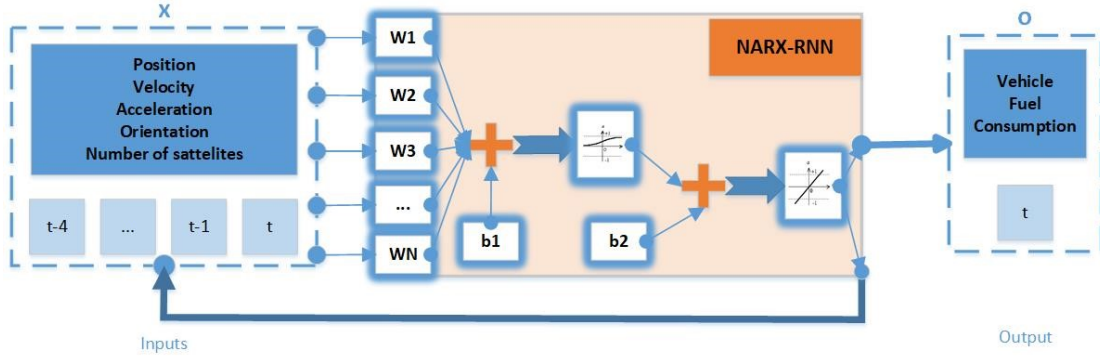 X
Position
Velocity
Acceleration
Orientation
Number of sattelites
t-4
...
t-1
t
W1
W2
W3
...
WN
b1
b2
NARX-RNN
O
Vehicle
Fuel
Consumption
t
Inputs
Output